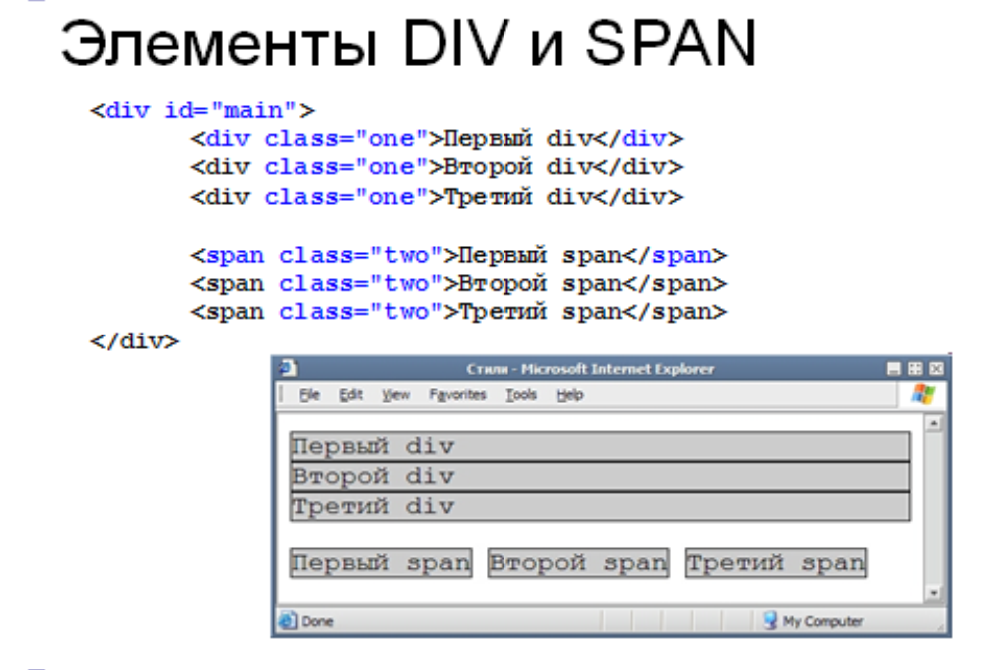 Элементы DIV и SPAN
<div id="main">
<div class="one">Первый div</div>
<div class="one">Второй div</div>
<div class="one">Третий div</div>
<span class="two">Первый span</span>
<span class="two">Второй span</span>
<span class="two">Третий span</span>
</div>
Стили - Microsoft Internet Explorer
File Edit View Favorites Tools Help
Первый div
Второй div
Третий div
Первый span Второй span Третий span
Done My Computer